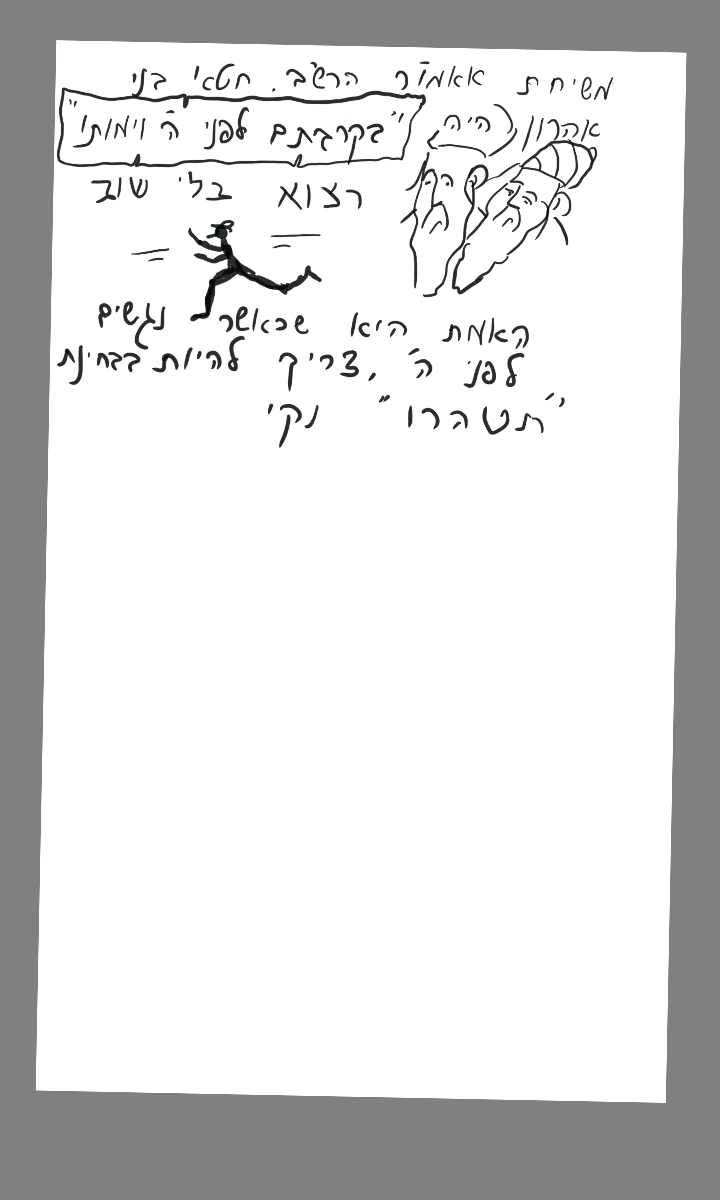 משיחת אאמו"ר הרש"ב. חטאי בני
אהרון היה
"בקרבתם לפני ה' וימותו"
רצוא בלי שוב
האמת היא שכאשר נגשים
לפני ה', צריך להיות בבחינת
"תטהרו" נקי